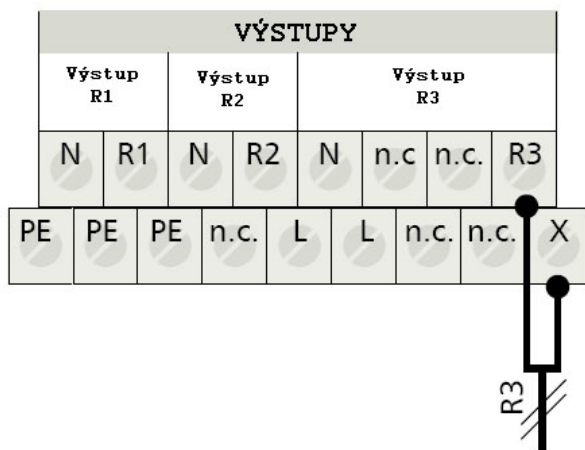 VÝSTUPY
Výstup
R1
Výstup
R2
Výstup
R3
N R1 N R2 N n.c n.c. R3
PE PE PE n.c. L L n.c. n.c. X
R3